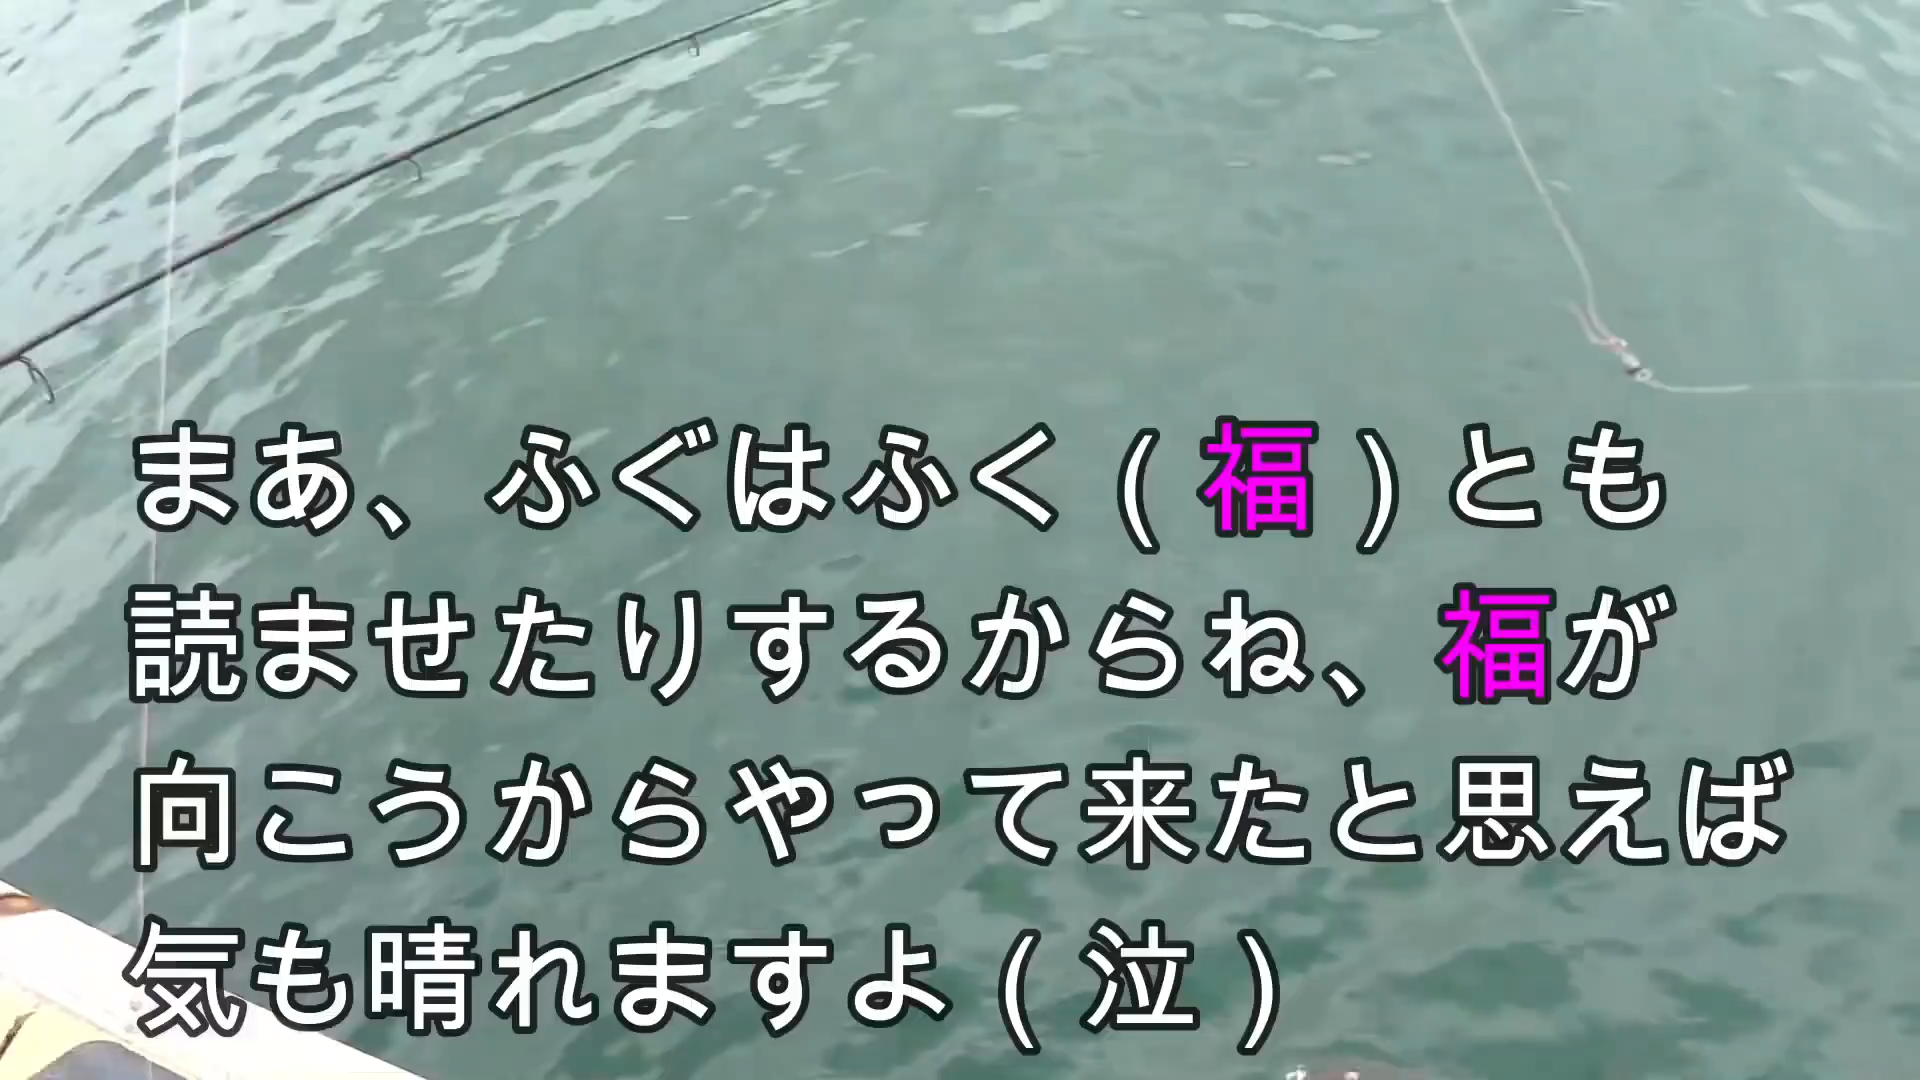 まあ、ふぐはふく(福)とも
読ませたりするからね、福が
向こうからやって来たと思えば
気も晴れますよ(泣)